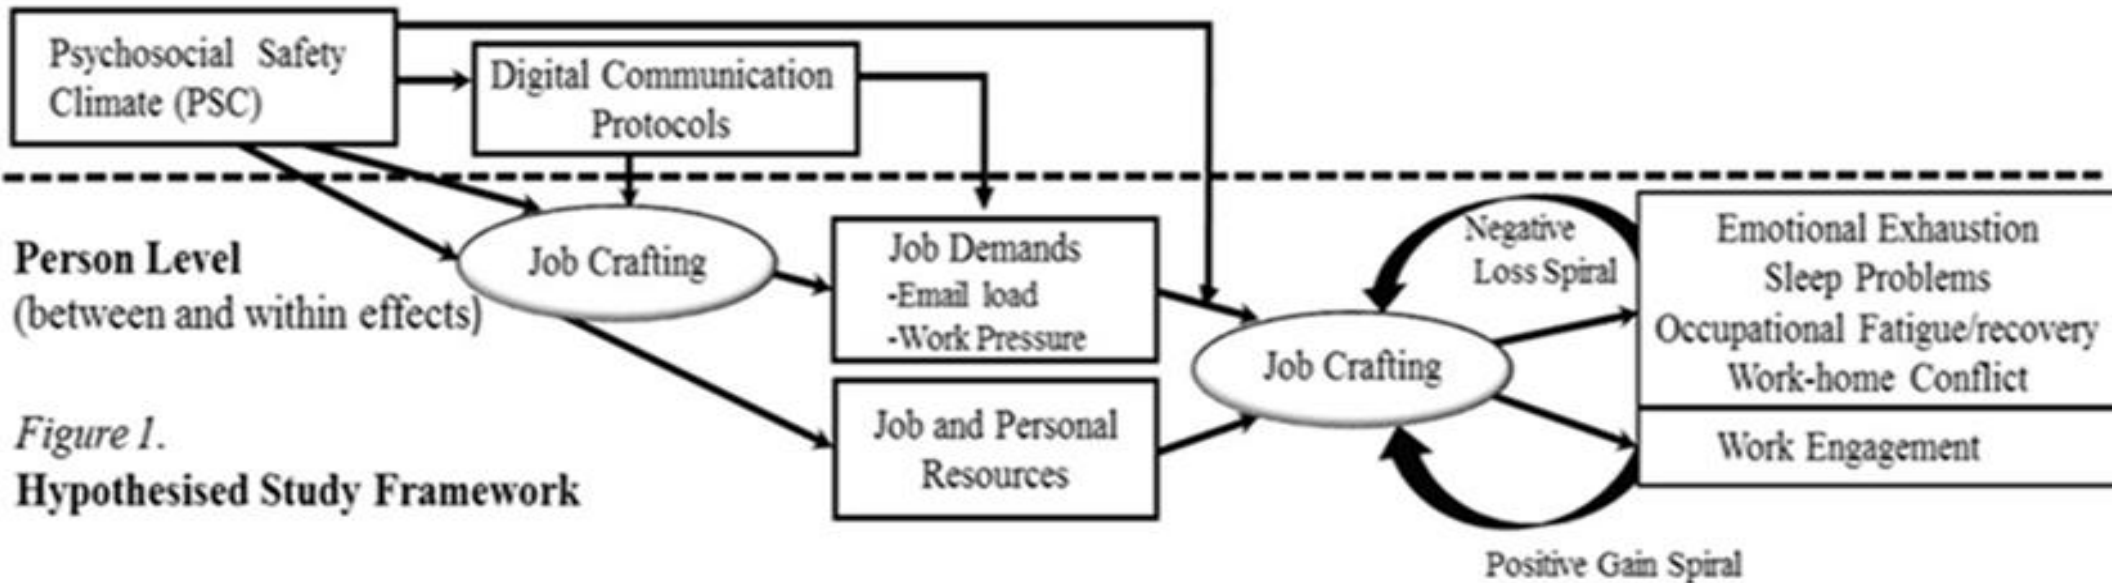 Psychosocial Safety
Climate (PSC)
Digital Communication
Protocols
Person Level
(between and within effects)
Job Crafting
Job Demands
-Email load
-Work Pressure
Job and Personal
Resources
Job Crafting
Negative
Loss Spiral
Emotional Exhaustion
Sleep Problems
Occupational Fatigue/recovery
Work-home Conflict
Work Engagement
Positive Gain Spiral
Figure 1.
Hypothesised Study Framework